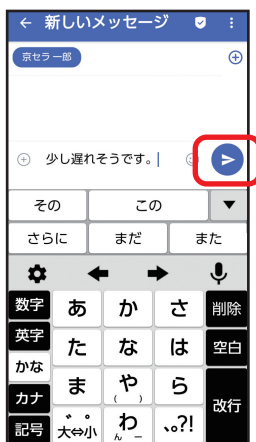 新しいメッセージ
京セラ 一郎
少し遅れそうです。
その この
さらに まだ また
数字 あ か さ 削除
英字 た な は 空白
かな
カナ ま や ( ) ら 改行
記号 大⇔小 ゛ ゜ わ ん ー 、。?!